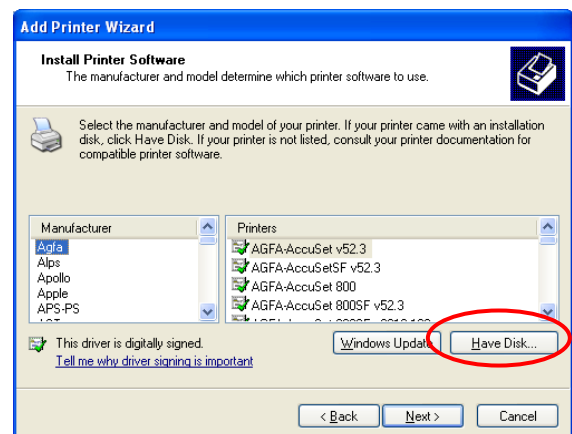 Add Printer Wizard
Install Printer Software
The manufacturer and model determine which printer software to use.
Select the manufacturer and model of your printer. If your printer came with an installation
disk, click Have Disk. If your printer is not listed, consult your printer documentation for
compatible printer software.
Manufacturer
Agfa
Alps
Apollo
Apple
APS-PS
Printers
AGFA-AccuSet v52.3
AGFA-AccuSetSF v52.3
AGFA-AccuSet 800
AGFA-AccuSet 800SF v52.3
This driver is digitally signed.
Tell me why driver signing is important
Windows Update
Have Disk...
< Back
Next >
Cancel